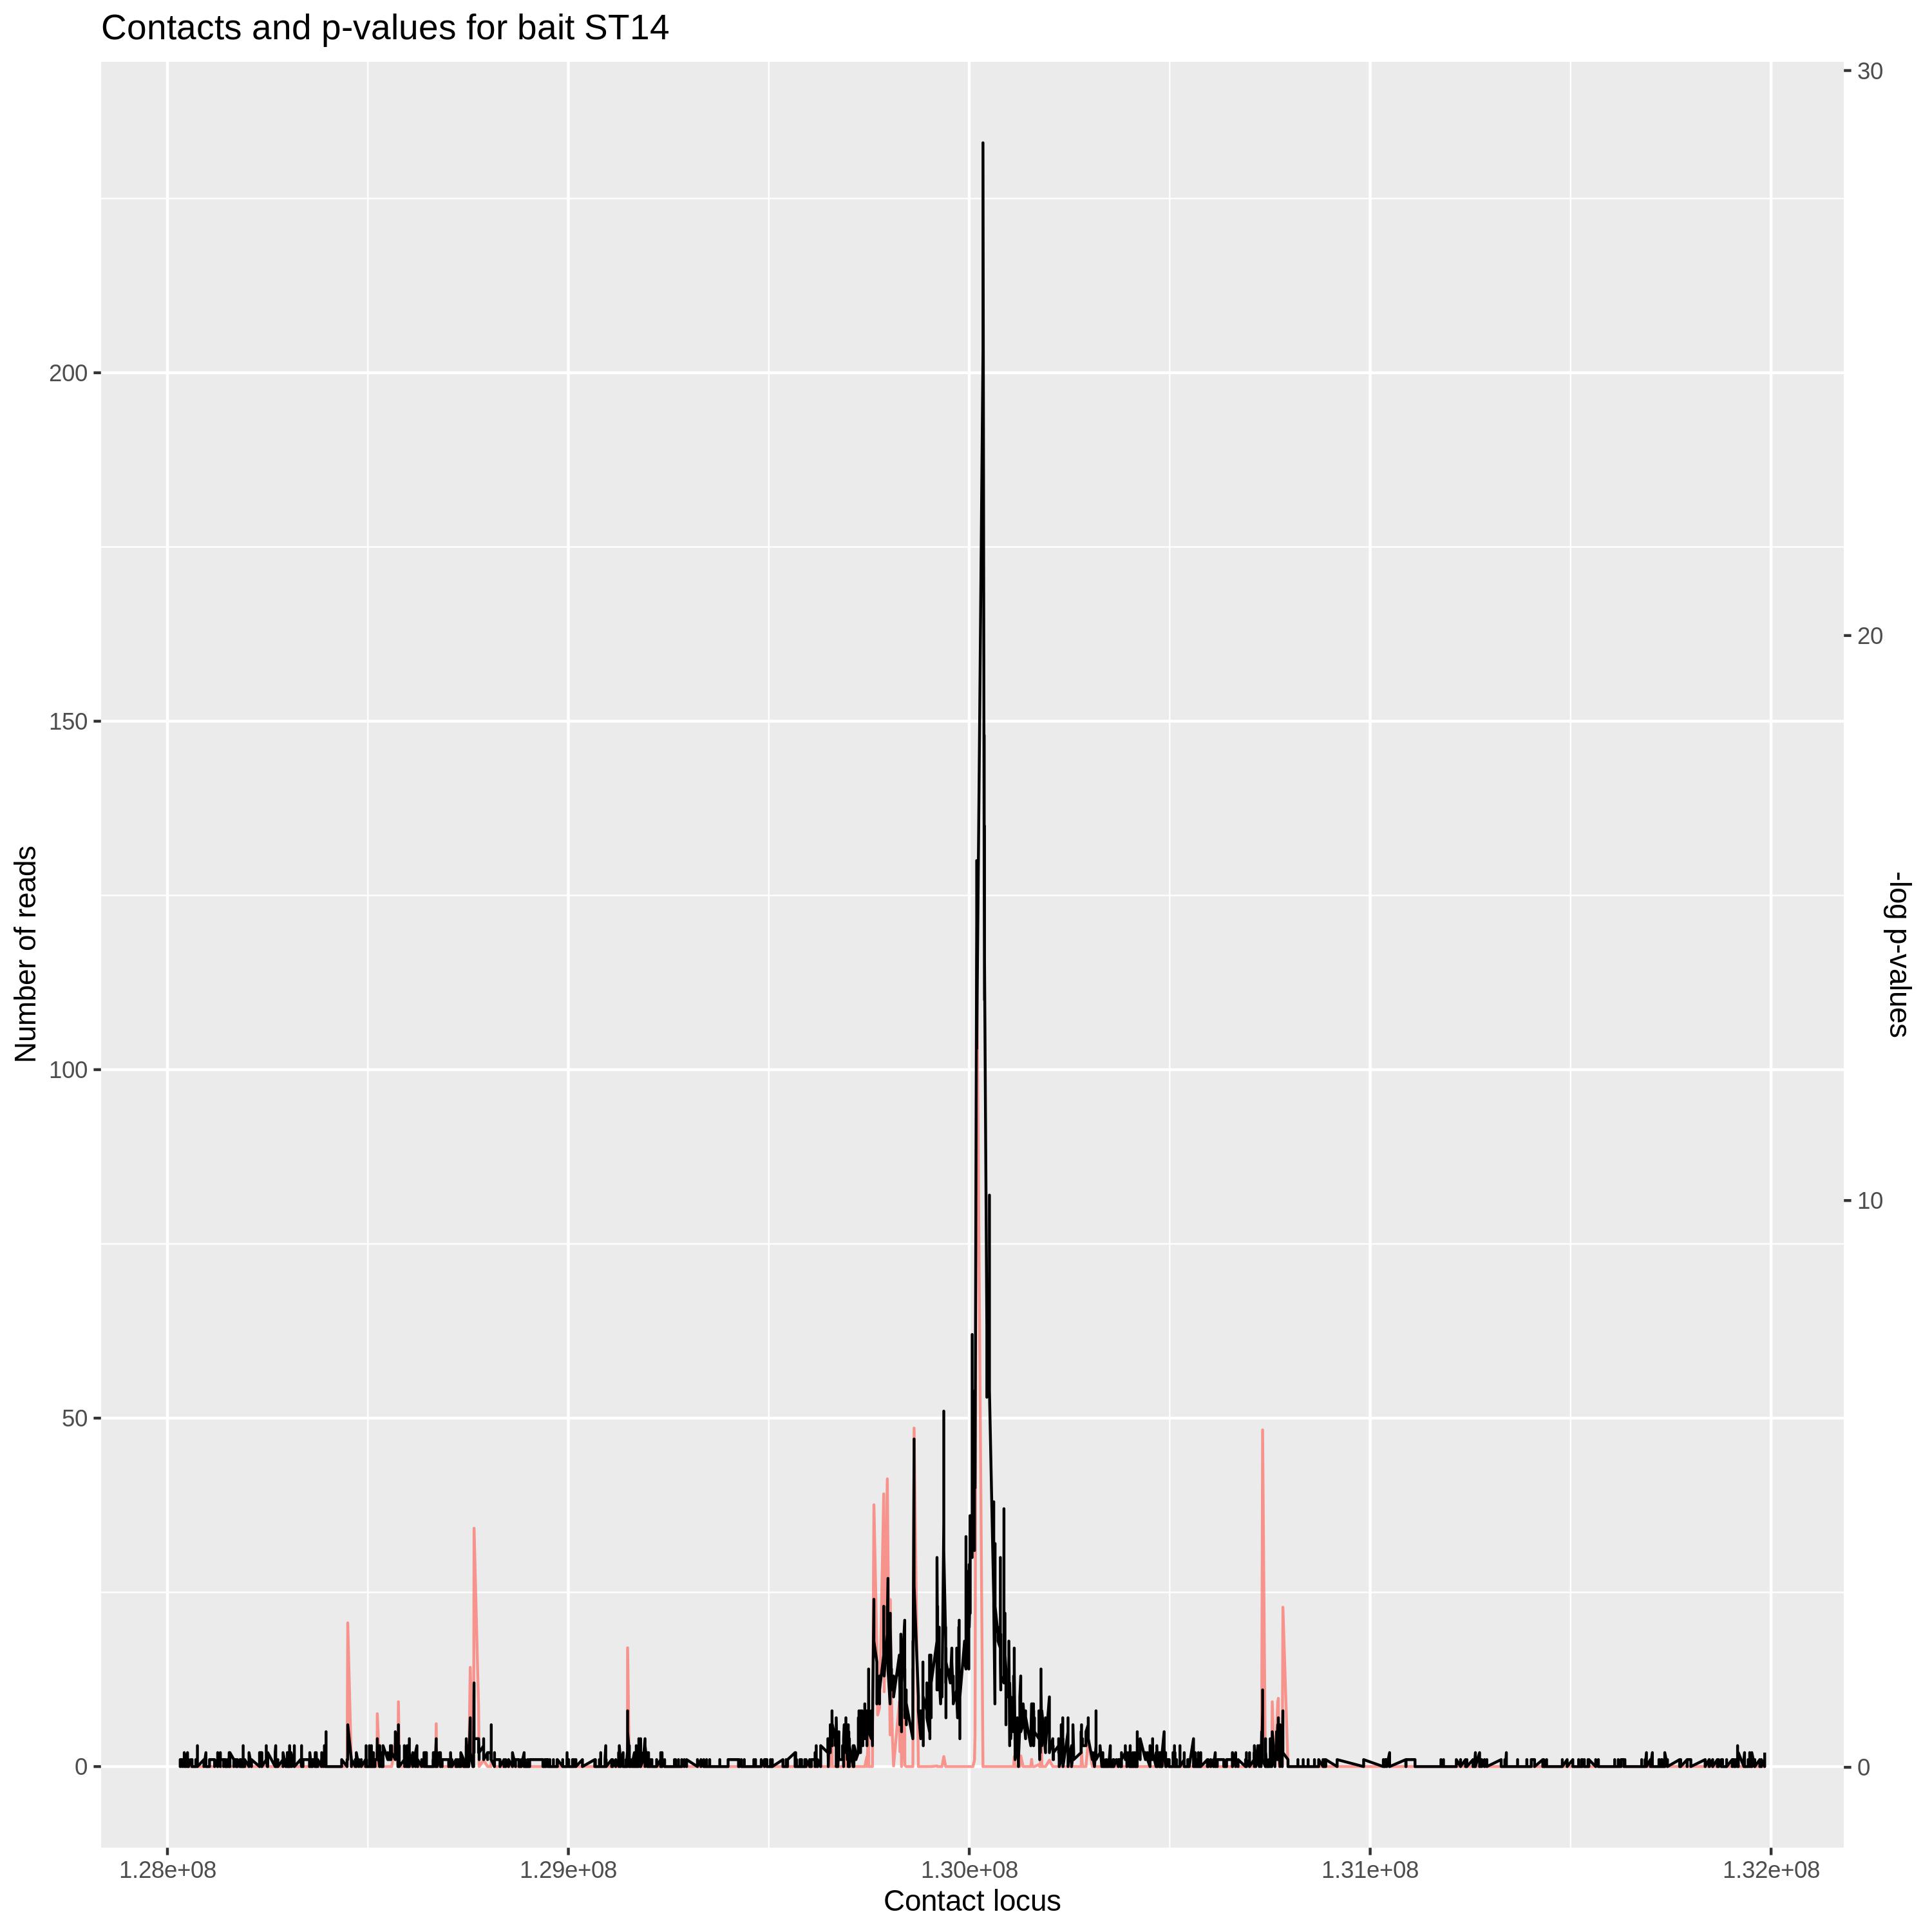 Contacts and p-values for bait ST14
Number of reads
200
150
100
50
0
30
20
10
0
-log p-values
1.28e+08
1.29e+08
1.30e+08
1.31e+08
1.32e+08
Contact locus